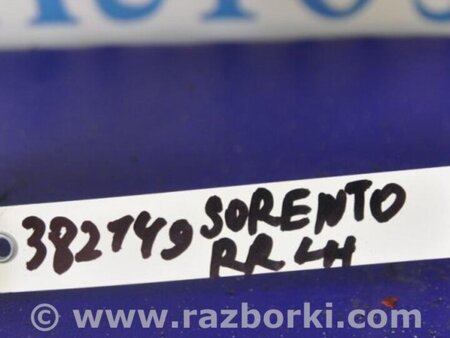 382749 SORENTO
RR LH
© www.razborki.com